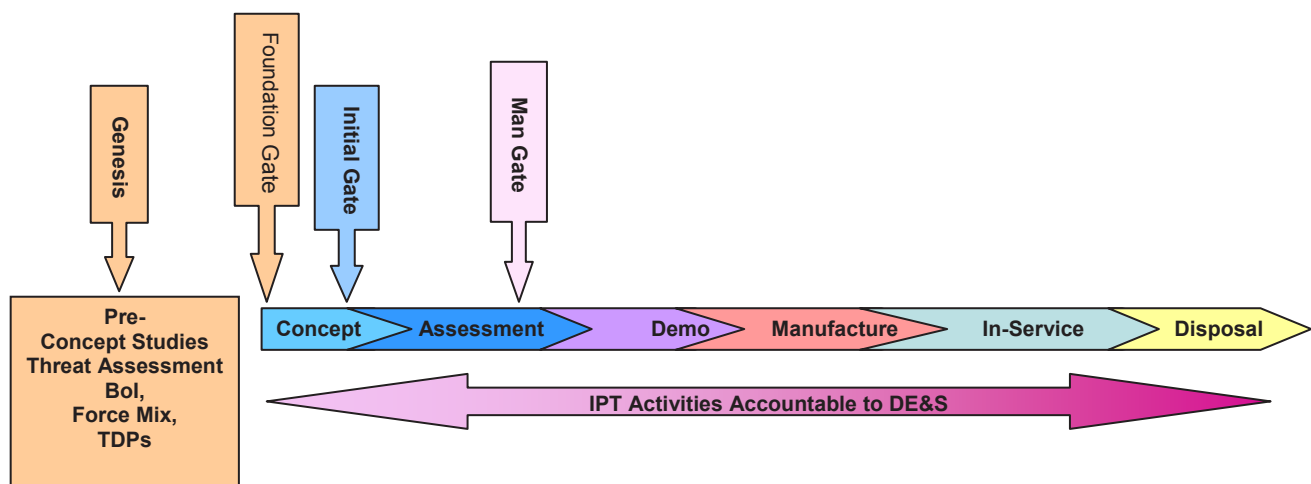 Genesis
Foundation Gate
Initial Gate
Man Gate
Pre-
Concept Studies
Threat Assessment
BoI,
Force Mix,
TDPs
Concept
Assessment
Demo
Manufacture
In-Service
Disposal
IPT Activities Accountable to DE&S